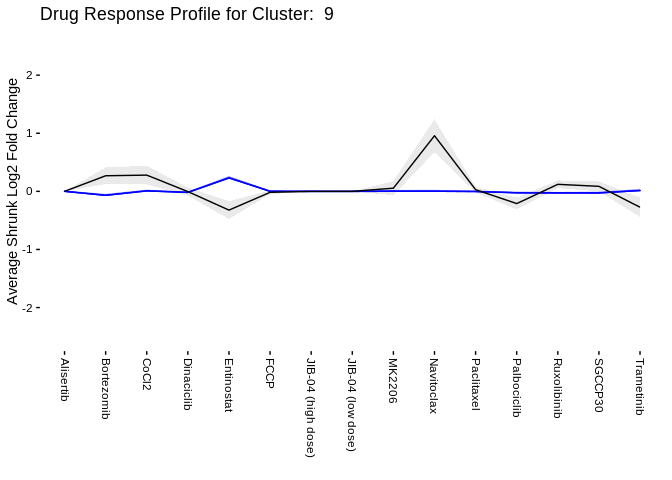 Drug Response Profile for Cluster:  9
Average Shrunk Log2 Fold Change
2
1
0
-1
-2
Alisertib
Bortezomib
CoCl2
Dinaciclib
Entinostat
FCCP
JIB-04 (high dose)
JIB-04 (low dose)
MK2206
Navitoclax
Paclitaxel
Palbociclib
Ruxolibinib
SGCCP30
Trametinib